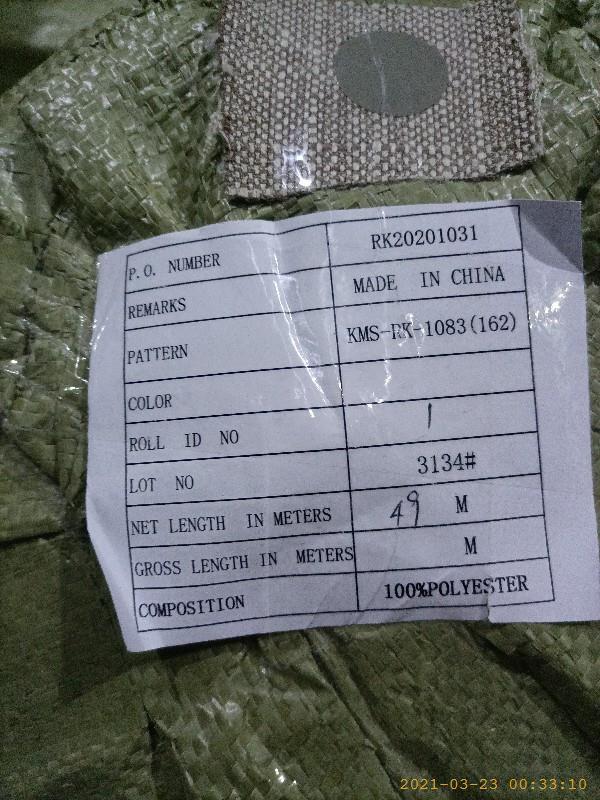 P.O. NUMBER RK20201031
REMARKS MADE IN CHINA
PATTERN KMS-RK-1083(162)
COLOR
ROLL ID NO 1
LOT NO 3134#
NET LENGTH IN METERS 49 M
GROSS LENGTH IN METERS M
COMPOSITION 100%POLYESTER
2021-03-23 00:33:10